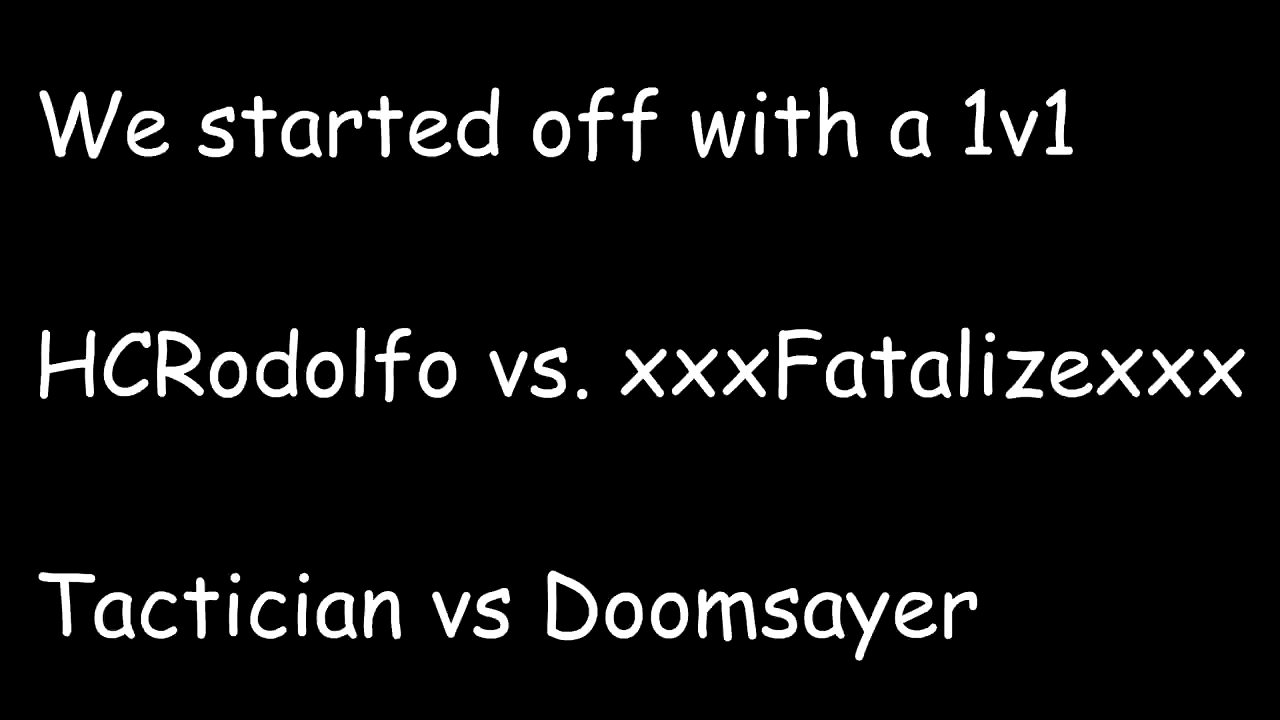 We started off with a 1v1
HCRodolfo vs. xxxFatalizexxx
Tactician vs Doomsayer